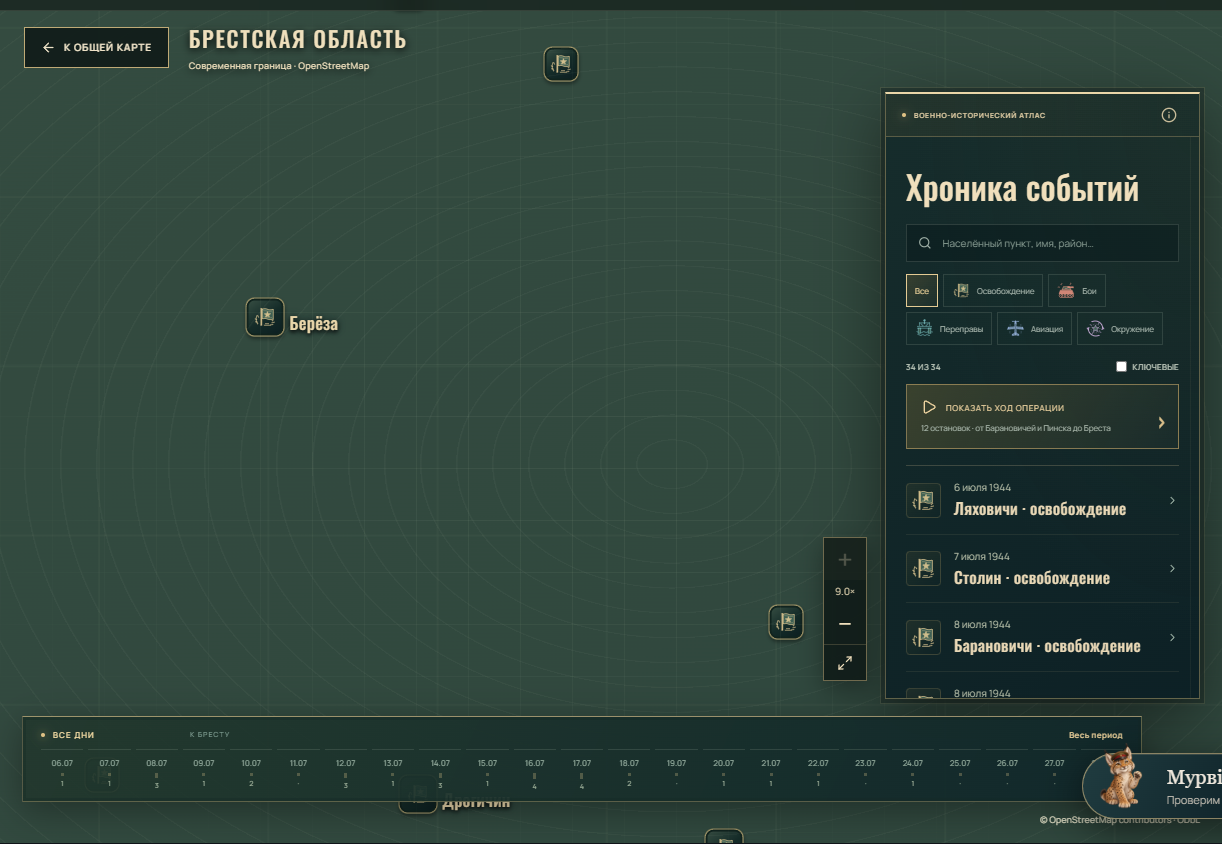 К ОБЩЕЙ КАРТЕ
БРЕСТСКАЯ ОБЛАСТЬ
Современная граница · OpenStreetMap
Берёза
ВОЕННО-ИСТОРИЧЕСКИЙ АТЛАС
Хроника событий
Населённый пункт, имя, район…
Все
Освобождение
Бои
Переправы
Авиация
Окружение
34 ИЗ 34
КЛЮЧЕВЫЕ
ПОКАЗАТЬ ХОД ОПЕРАЦИИ
12 остановок · от Барановичей и Пинска до Бреста
6 июля 1944
Ляховичи · освобождение
7 июля 1944
Столин · освобождение
8 июля 1944
Барановичи · освобождение
8 июля 1944
9.0×
ВСЕ ДНИ
К БРЕСТУ
Весь период
06.07 07.07 08.07 09.07 10.07 11.07 12.07 13.07 14.07 15.07 16.07 17.07 18.07 19.07 20.07 21.07 22.07 23.07 24.07 25.07 26.07 27.07
1 1 3 1 2 - 3 1 3 1 4 4 2 - 1 1 1 - 1 - - -
Дрогичин
Мурві
Проверим
© OpenStreetMap contributors · ODbL